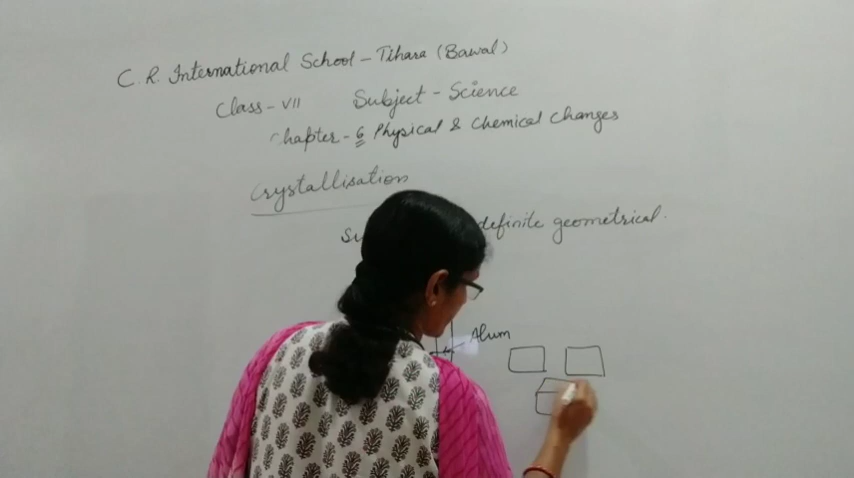 C. R. International School - Tihara (Bawal)
Class - VII Subject - Science
Chapter - 6 Physical & Chemical Changes
Crystallisation
definite geometrical.
Alum